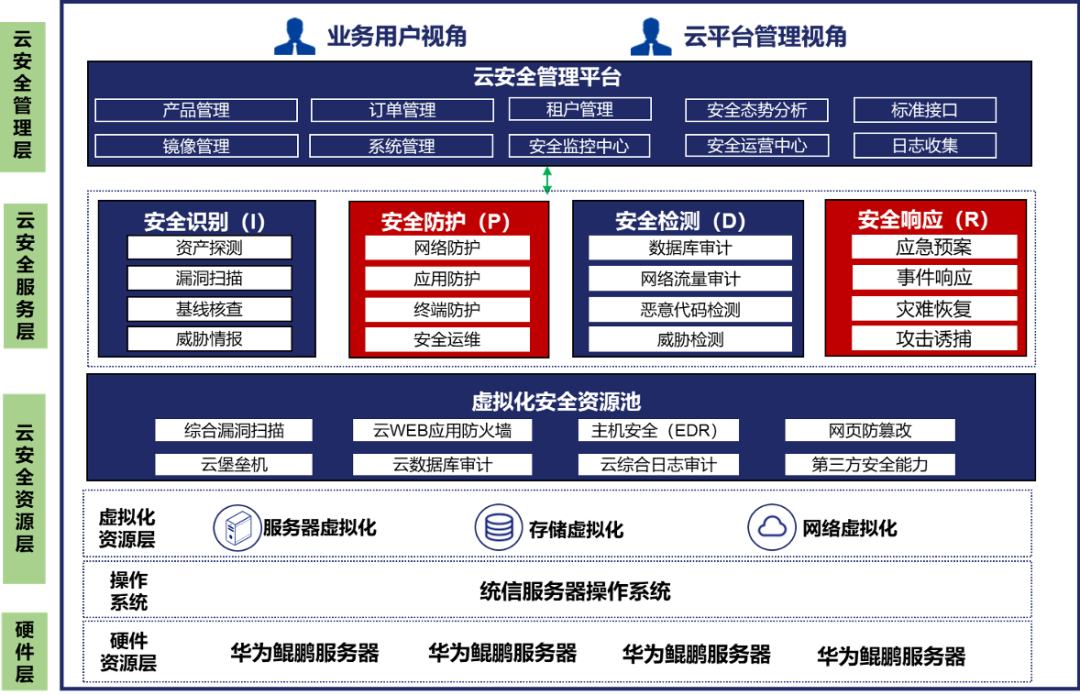 业务用户视角
云平台管理视角
云安全管理层
云安全管理平台
产品管理
订单管理
租户管理
安全态势分析
标准接口
镜像管理
系统管理
安全监控中心
安全运营中心
日志收集
云安全服务层
安全识别（I）
资产探测
漏洞扫描
基线核查
威胁情报
安全防护（P）
网络防护
应用防护
终端防护
安全运维
安全检测（D）
数据库审计
网络流量审计
恶意代码检测
威胁检测
安全响应（R）
应急预案
事件响应
灾难恢复
攻击诱捕
云安全资源层
虚拟化安全资源池
综合漏洞扫描
云WEB应用防火墙
主机安全（EDR）
网页防篡改
云堡垒机
云数据库审计
云综合日志审计
第三方安全能力
虚拟化
资源层
服务器虚拟化
存储虚拟化
网络虚拟化
操作
系统
统信服务器操作系统
硬件层
硬件
资源层
华为鲲鹏服务器
华为鲲鹏服务器
华为鲲鹏服务器
华为鲲鹏服务器